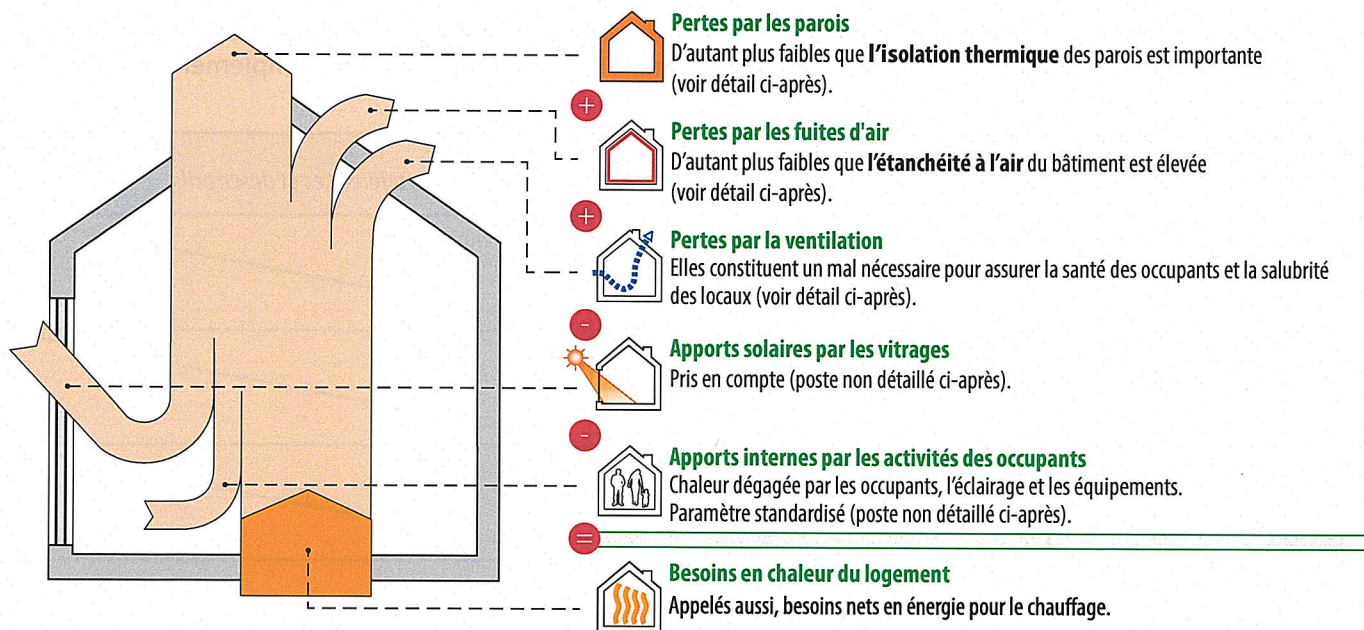 Pertes par les parois
D'autant plus faibles que l'isolation thermique des parois est importante
(voir détail ci-après).
+
Pertes par les fuites d'air
D'autant plus faibles que l'étanchéité à l'air du bâtiment est élevée
(voir détail ci-après).
+
Pertes par la ventilation
Elles constituent un mal nécessaire pour assurer la santé des occupants et la salubrité
des locaux (voir détail ci-après).
-
Apports solaires par les vitrages
Pris en compte (poste non détaillé ci-après).
-
Apports internes par les activités des occupants
Chaleur dégagée par les occupants, l'éclairage et les équipements.
Paramètre standardisé (poste non détaillé ci-après).
=
Besoins en chaleur du logement
Appelés aussi, besoins nets en énergie pour le chauffage.